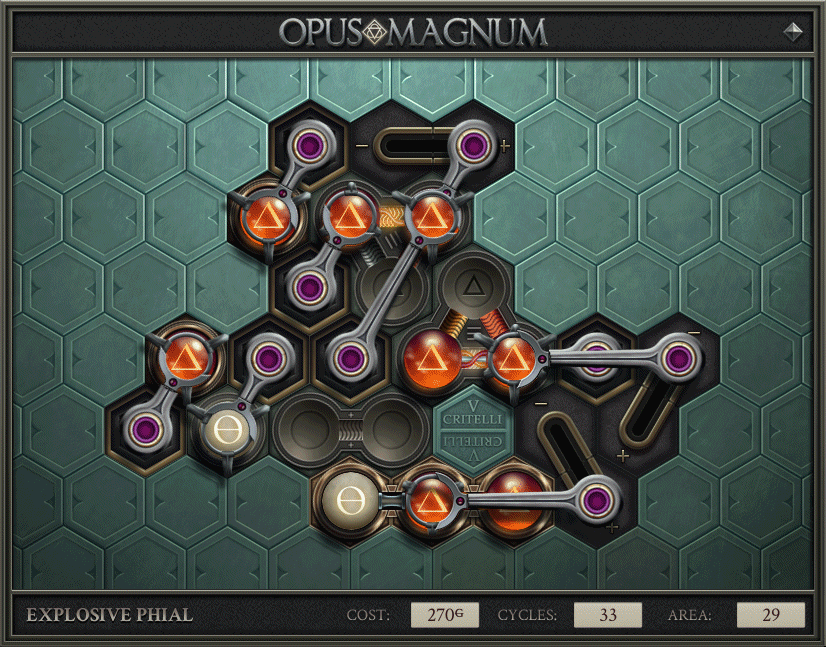 OPUS MAGNUM
V
CRITELLI
CRITELLI
V
EXPLOSIVE PHIAL COST: 270G CYCLES: 33 AREA: 29